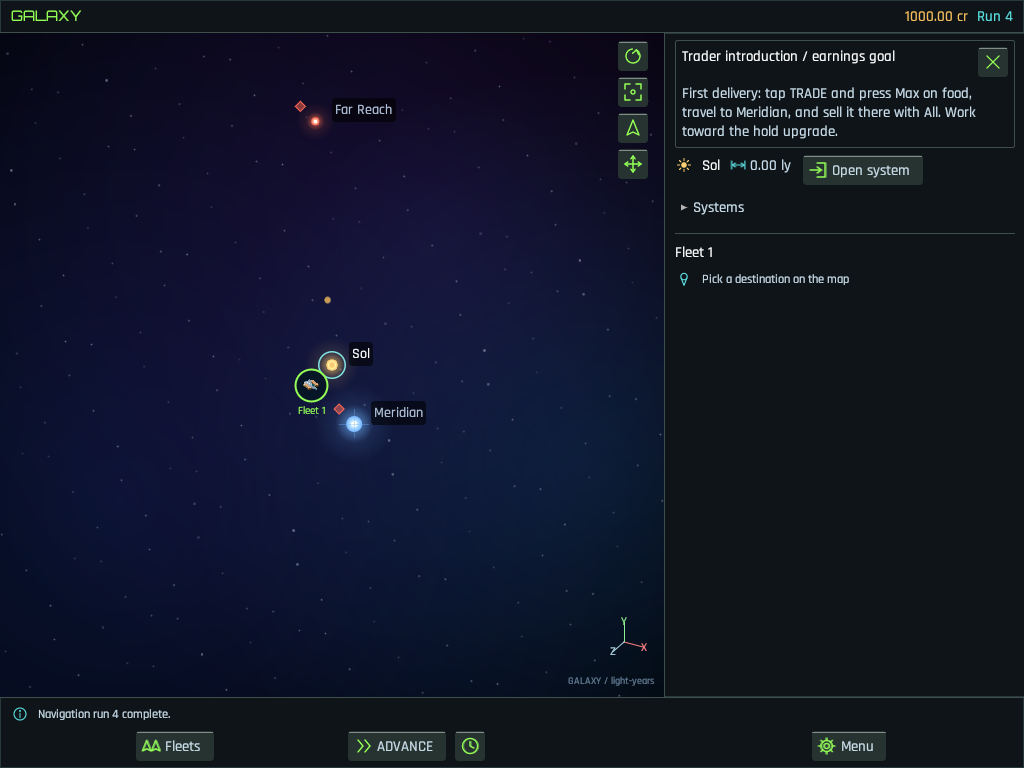 GALAXY
1000.00 cr Run 4
Far Reach
Sol
Fleet 1
Meridian
Y
X
Z
GALAXY / light-years
Trader introduction / earnings goal
First delivery: tap TRADE and press Max on food,
travel to Meridian, and sell it there with All. Work
toward the hold upgrade.
Sol 0.00 ly Open system
Systems
Fleet 1
Pick a destination on the map
Navigation run 4 complete.
Fleets ADVANCE Menu